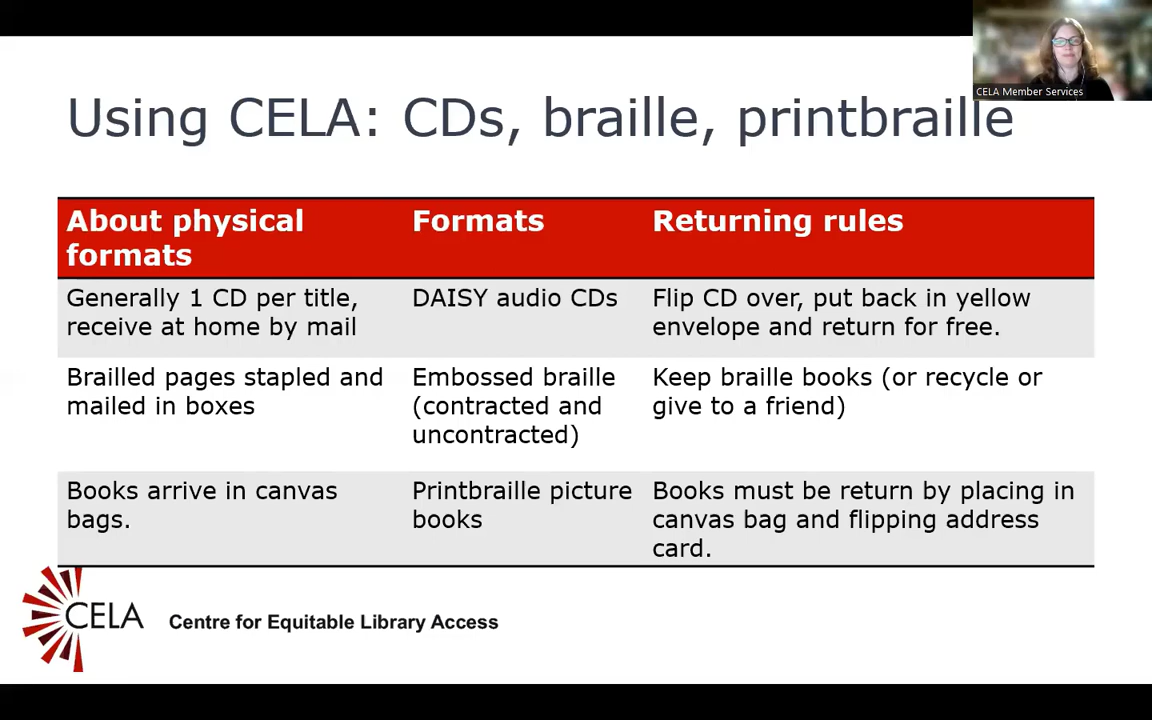 CELA Member Services
Using CELA: CDs, braille, printbraille
About physical
formats
Formats
Returning rules
Generally 1 CD per title,
receive at home by mail
DAISY audio CDs
Flip CD over, put back in yellow
envelope and return for free.
Brailled pages stapled and
mailed in boxes
Embossed braille
(contracted and
uncontracted)
Keep braille books (or recycle or
give to a friend)
Books arrive in canvas
bags.
Printbraille picture
books
Books must be return by placing in
canvas bag and flipping address
card.
CELA
Centre for Equitable Library Access